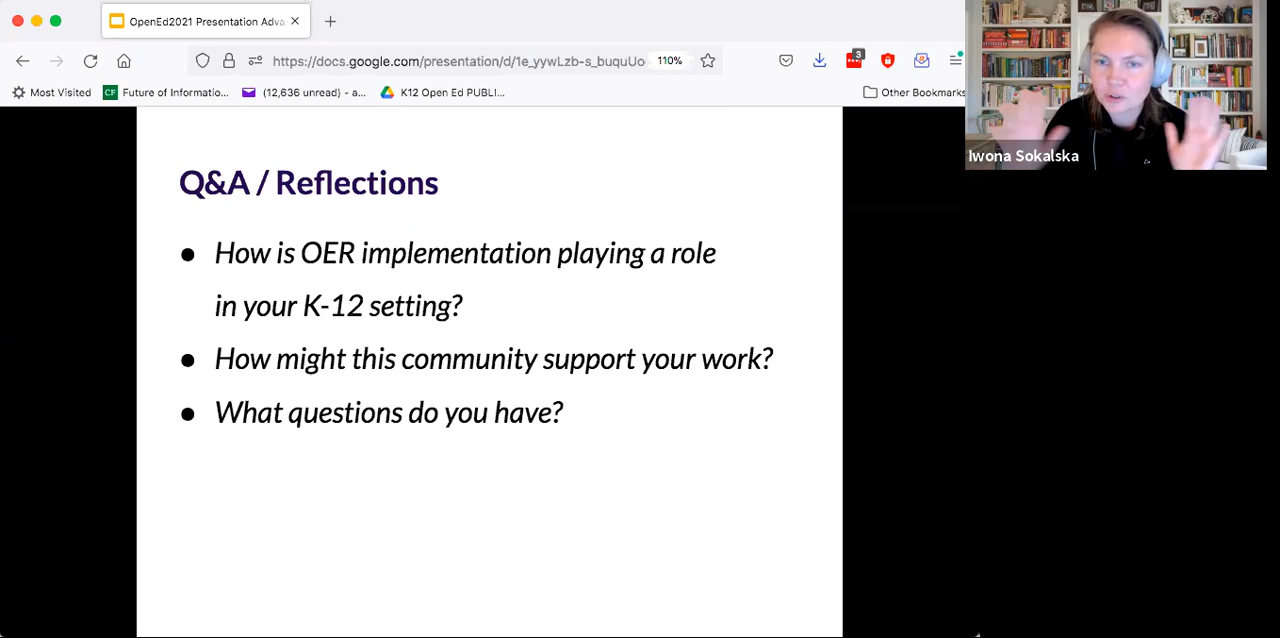 OpenEd2021 Presentation Adva
https://docs.google.com/presentation/d/1e_yywLzb-s_buquUo
110%
3
Most Visited
Future of Informatio...
(12,636 unread) - a...
K12 Open Ed PUBLI...
Other Bookmarks
Iwona Sokalska
Q&A / Reflections
● How is OER implementation playing a role
in your K-12 setting?
● How might this community support your work?
● What questions do you have?